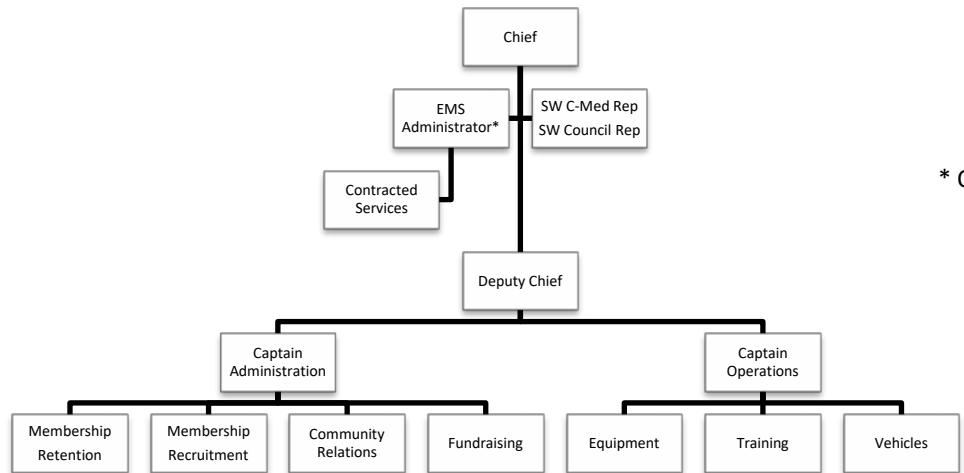 Chief
EMS
Administrator*
SW C-Med Rep
SW Council Rep
Contracted
Services
*
Deputy Chief
Captain
Administration
Captain
Operations
Membership
Retention
Membership
Recruitment
Community
Relations
Fundraising
Equipment
Training
Vehicles